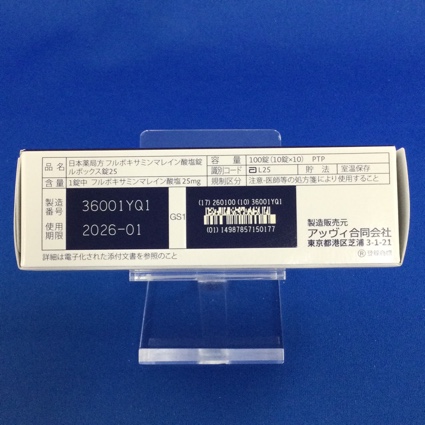 品 名 日本薬局方 フルボキサミンマレイン酸塩錠
ルボックス錠25
容 量 100錠(10錠×10) PTP
識別コード a L25 貯 法 室温保存
含 量 1錠中 フルボキサミンマレイン酸塩 25mg
規制区分 注意-医師等の処方箋により使用すること
製造番号 36001YQ1
使用期限 2026-01
GS1
(17) 260100 (10) 36001YQ1
(01) 14987857150177
製造販売元
アッヴィ合同会社
東京都港区芝浦 3-1-21
詳細は電子化された添付文書を参照のこと